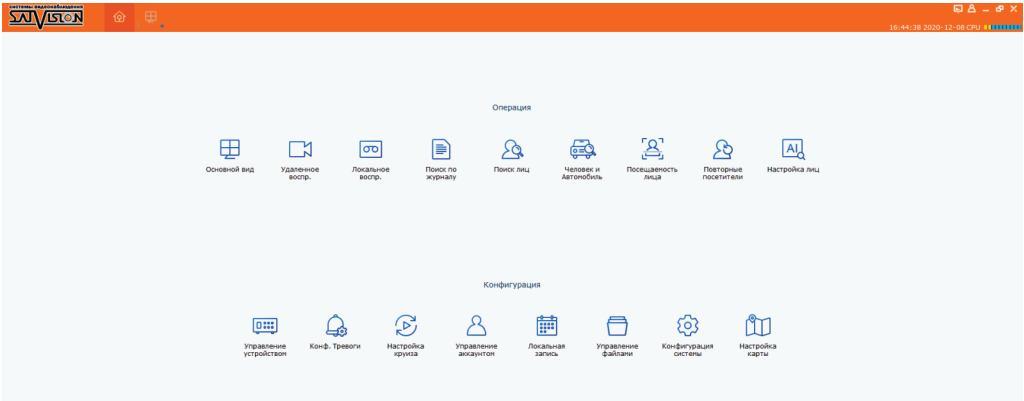 системы видеонаблюдения
SATVISION
16:44:38 2020-12-08 CPU
Операция
Основной вид
Удаленное
воспр.
Локальное
воспр.
Поиск по
журналу
Поиск лиц
Человек и
Автомобиль
Посещаемость
лица
Повторные
посетители
AI
Настройка лиц
Конфигурация
Управление
устройством
Конф. Тревоги
Настройка
круиза
Управление
аккаунтом
Локальная
запись
Управление
файлами
Конфигурация
системы
Настройка
карты